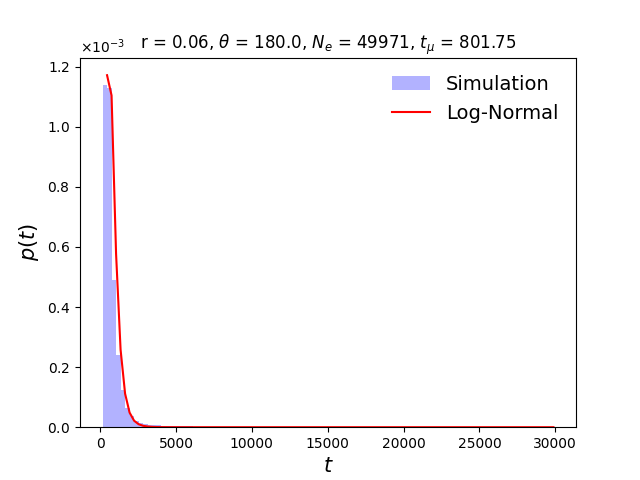 ×10⁻³ r = 0.06, θ = 180.0, Nₑ = 49971, t_μ = 801.75
Simulation
Log-Normal
1.2
1.0
0.8
0.6
0.4
0.2
0.0
p(t)
0 5000 10000 15000 20000 25000 30000
t